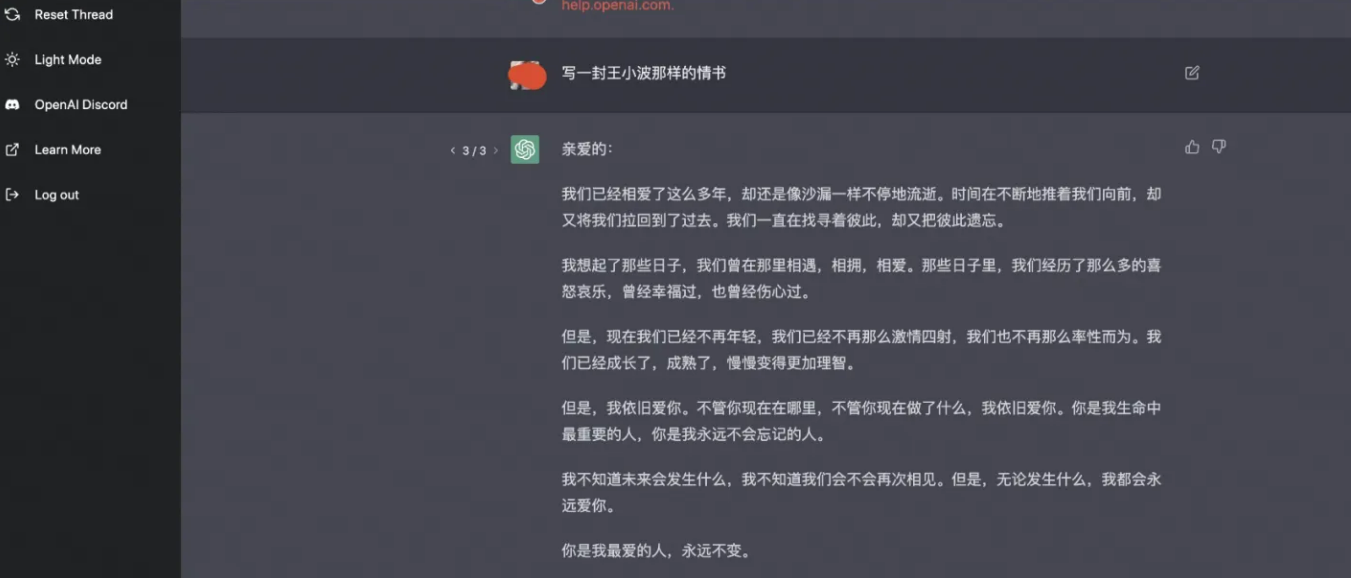 help.openai.com.
Reset Thread
Light Mode
OpenAI Discord
Learn More
Log out
写一封王小波那样的情书
< 3 / 3 >
亲爱的：
我们已经相爱了这么多年，却还是像沙漏一样不停地流逝。时间在不断地推着我们向前，却
又将我们拉回到了过去。我们一直在找寻着彼此，却又把彼此遗忘。
我想起了那些日子，我们曾在那里相遇，相拥，相爱。那些日子里，我们经历了那么多的喜
怒哀乐，曾经幸福过，也曾经伤心过。
但是，现在我们已经不再年轻，我们已经不再那么激情四射，我们也不再那么率性而为。我
们已经成长了，成熟了，慢慢变得更加理智。
但是，我依旧爱你。不管你现在在哪里，不管你现在做了什么，我依旧爱你。你是我生命中
最重要的人，你是我永远不会忘记的人。
我不知道未来会发生什么，我不知道我们会不会再次相见。但是，无论发生什么，我都会永
远爱你。
你是我最爱的人，永远不变。